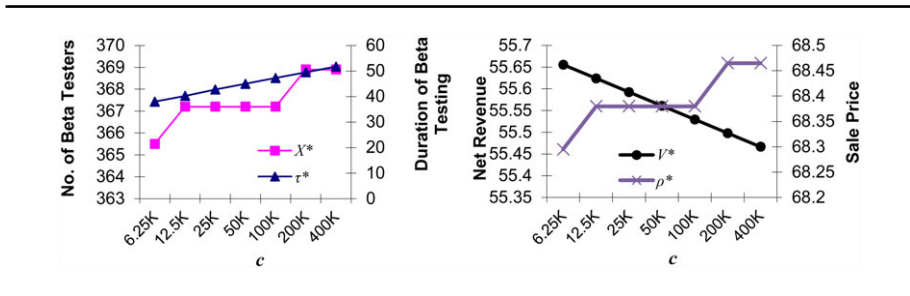 No. of Beta Testers
370
369
368
367
366
365
364
363
60
50
40
30
20
10
0
Duration of Beta
Testing
X*
τ*
6.25K
12.5K
25K
50K
100K
200K
400K
c
Net Revenue
55.7
55.65
55.6
55.55
55.5
55.45
55.4
55.35
68.5
68.45
68.4
68.35
68.3
68.25
68.2
Sale Price
V*
ρ*
6.25K
12.5K
25K
50K
100K
200K
400K
c